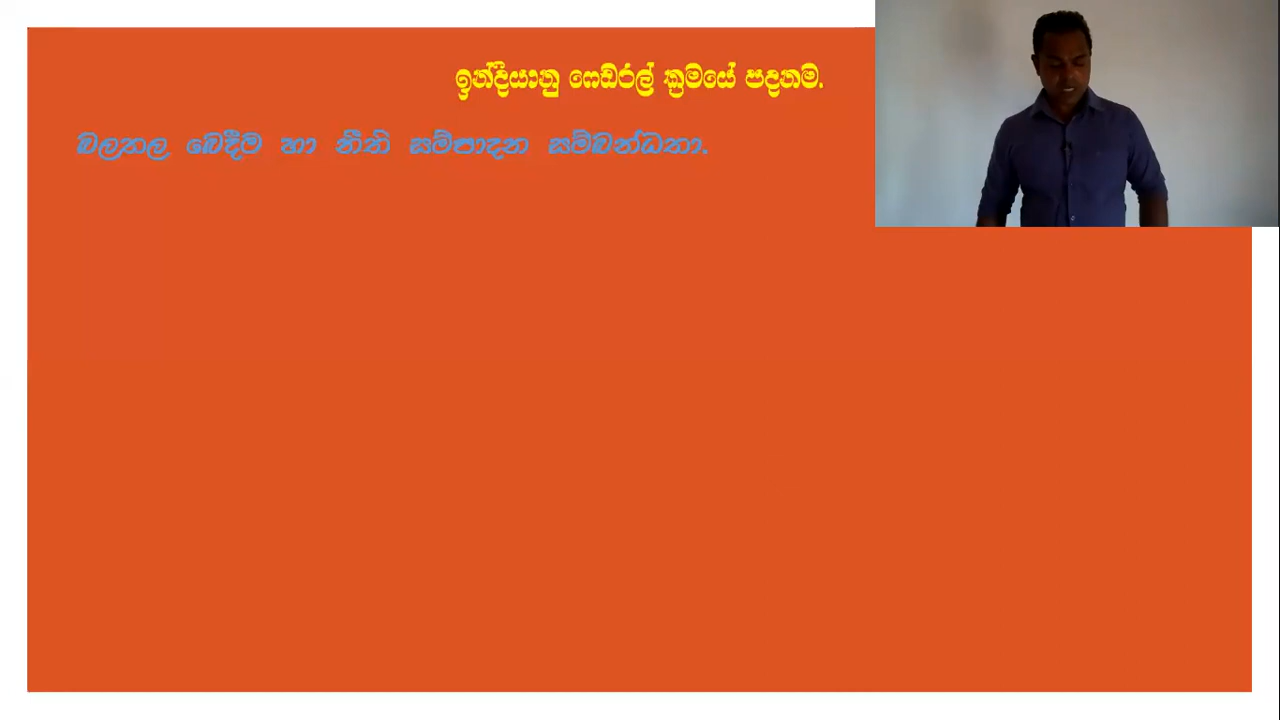 ඉන්දියානු ෆෙඩරල් ක්‍රමයේ පදනම.
බලතල බෙදීම හා නීති සම්පාදන සම්බන්ධතා.